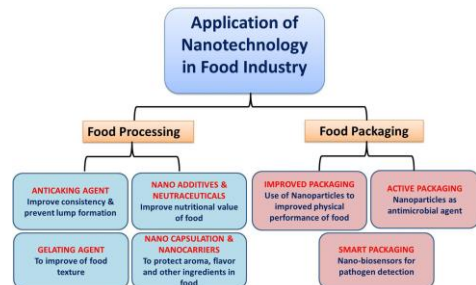 Application of
Nanotechnology
in Food Industry
Food Processing
Food Packaging
ANTICAKING AGENT
Improve consistency &
prevent lump formation
NANO ADDITIVES &
NEUTRACEUTICALS
Improve nutritional value
of food
GELATING AGENT
To improve of food
texture
NANO CAPSULATION &
NANOCARRIERS
To protect aroma, flavor
and other ingredients in
food
IMPROVED PACKAGING
Use of Nanoparticles to
improved physical
performance of food
ACTIVE PACKAGING
Nanoparticles as
antimicrobial agent
SMART PACKAGING
Nano-biosensors for
pathogen detection